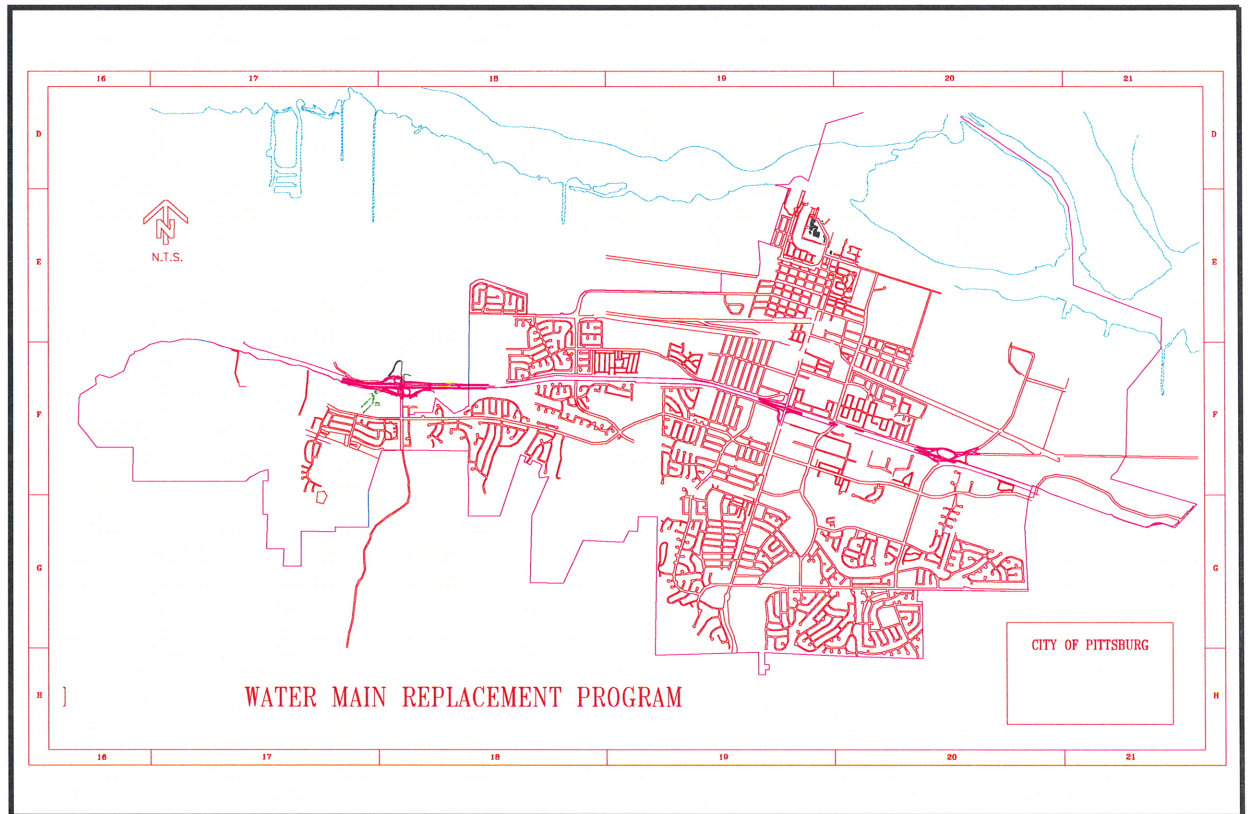 16 17 18 19 20 21
D D
N
N.T.S.
E E
F F
G G
CITY OF PITTSBURG
H H
WATER MAIN REPLACEMENT PROGRAM
16 17 18 19 20 21